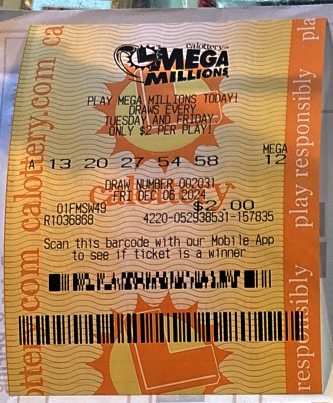 calottery
MEGA
MILLIONS
PLAY MEGA MILLIONS TODAY!
DRAWS EVERY
TUESDAY AND FRIDAY.
ONLY $2 PER PLAY!
MEGA
A 13 20 27 54 58 12
DRAW NUMBER 002031
FRI DEC 06 2024
01FMSW49 $2.00
R1036868 4220-052938531-157835
Scan this barcode with our Mobile App
to see if ticket is a winner
calottery.com
play responsibly